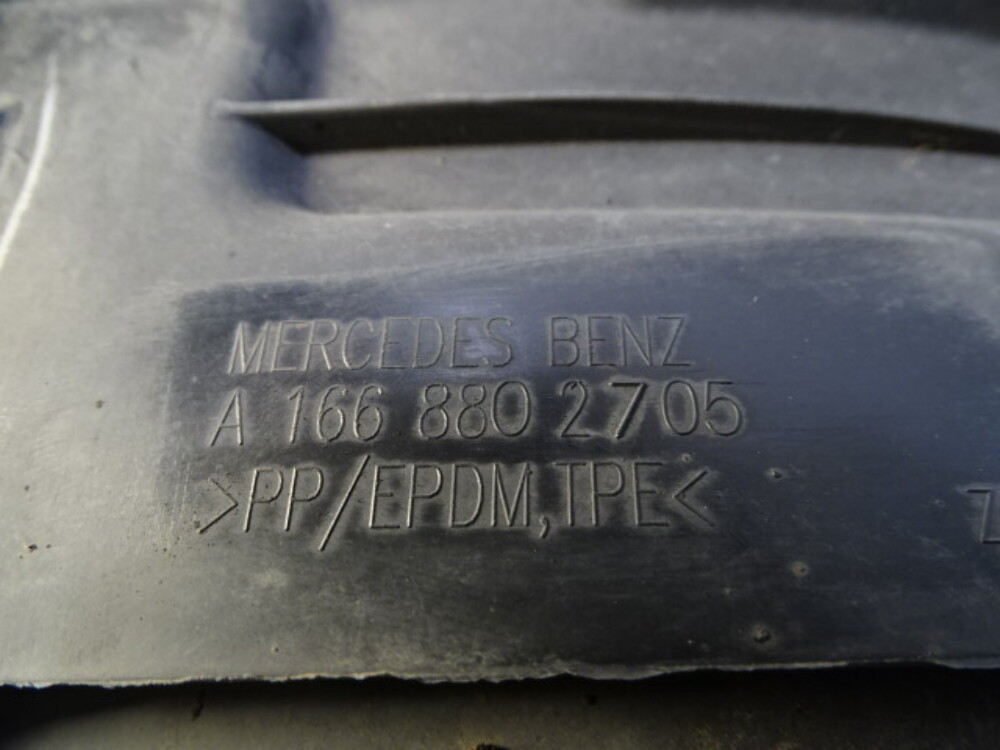 MERCEDES BENZ
A 166 880 2705
>PP/EPDM,TPE<